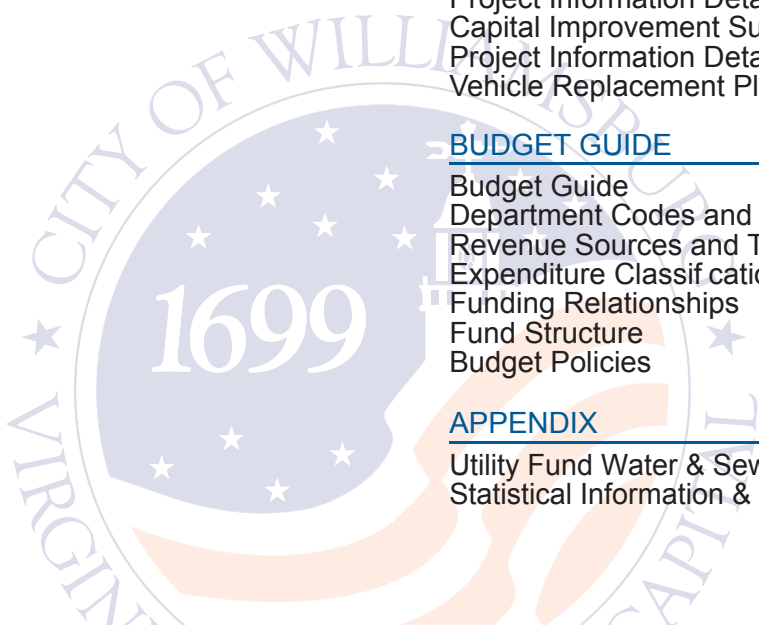 Project Information Deta
Capital Improvement Su
Project Information Deta
Vehicle Replacement Pl
BUDGET GUIDE
Budget Guide
Department Codes and
Revenue Sources and T
Expenditure Classif catio
Funding Relationships
Fund Structure
Budget Policies
APPENDIX
Utility Fund Water & Sew
Statistical Information &
CITY OF WILLIAMSBURG
1699
VIRGIN
CAPITAL